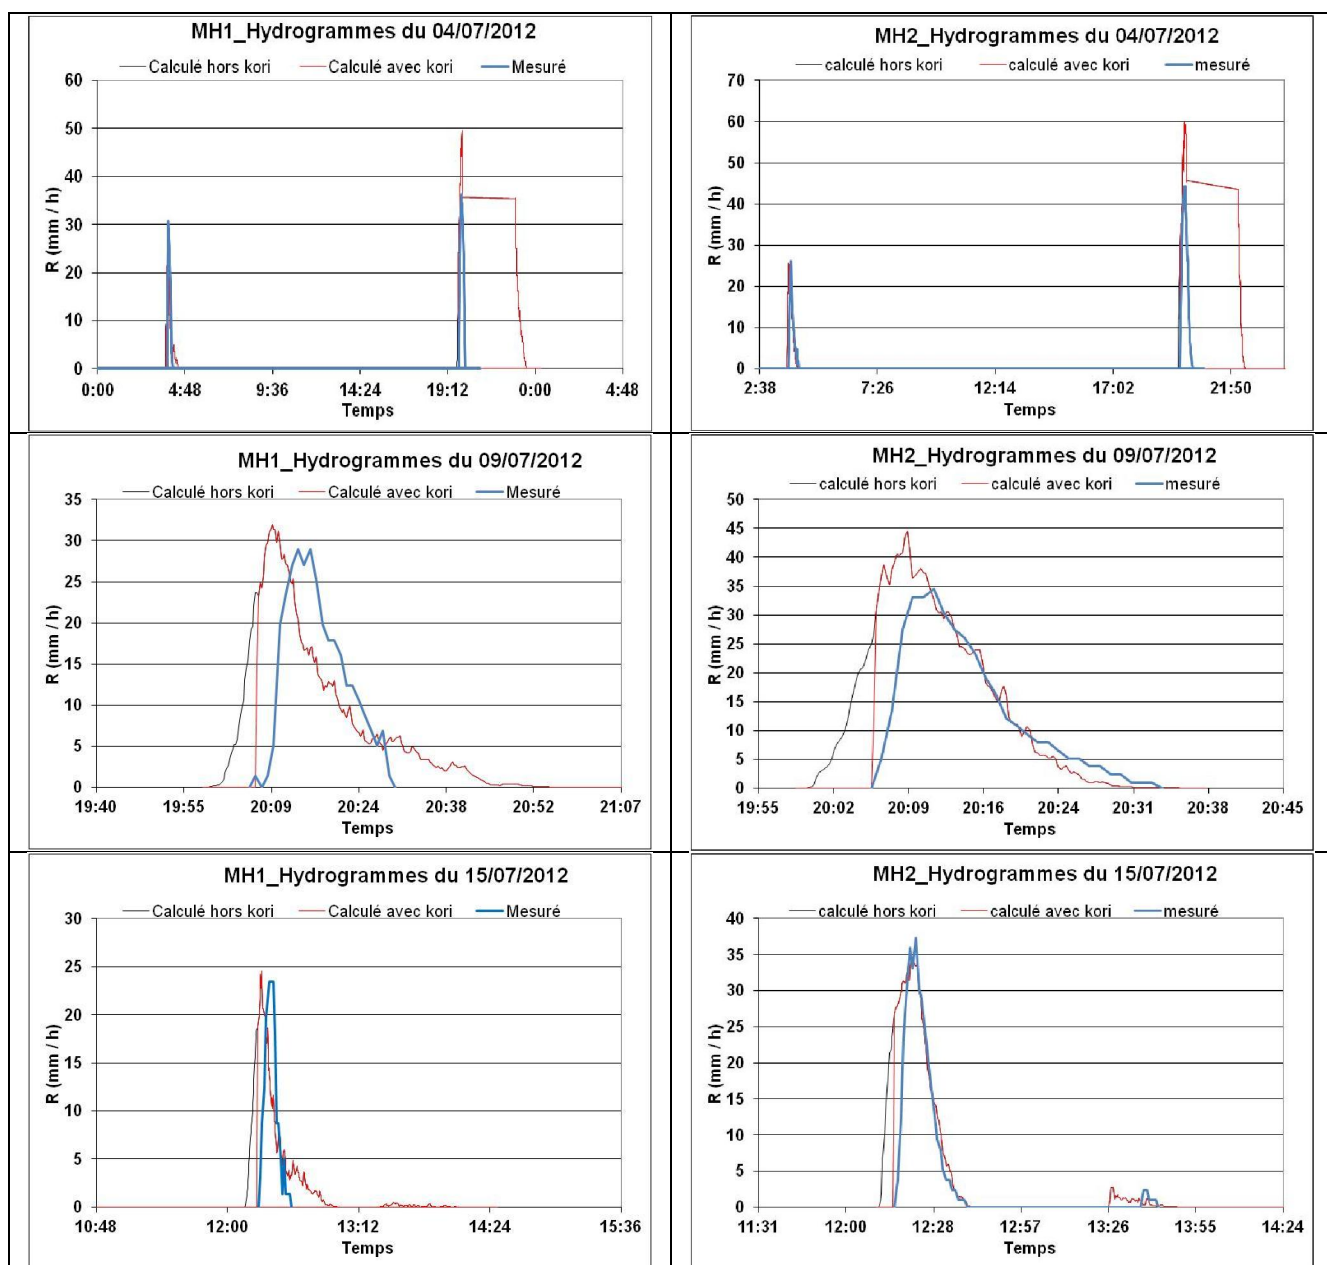 MH1_Hydrogrammes du 04/07/2012
Calculé hors kori Calculé avec kori Mesuré
60
50
40
30
20
10
0
R (mm / h)
0:00 4:48 9:36 14:24 19:12 0:00 4:48
Temps
MH2_Hydrogrammes du 04/07/2012
calculé hors kori calculé avec kori mesuré
70
60
50
40
30
20
10
0
R (mm / h)
2:38 7:26 12:14 17:02 21:50
Temps
MH1_Hydrogrammes du 09/07/2012
Calculé hors kori Calculé avec kori Mesuré
35
30
25
20
15
10
5
0
R (mm / h)
19:40 19:55 20:09 20:24 20:38 20:52 21:07
Temps
MH2_Hydrogrammes du 09/07/2012
calculé hors kori calculé avec kori mesuré
50
45
40
35
30
25
20
15
10
5
0
R (mm / h)
19:55 20:02 20:09 20:16 20:24 20:31 20:38 20:45
Temps
MH1_Hydrogrammes du 15/07/2012
Calculé hors kori Calculé avec kori Mesuré
30
25
20
15
10
5
0
R (mm / h)
10:48 12:00 13:12 14:24 15:36
Temps
MH2_Hydrogrammes du 15/07/2012
calculé hors kori calculé avec kori mesuré
40
35
30
25
20
15
10
5
0
R (mm / h)
11:31 12:00 12:28 12:57 13:26 13:55 14:24
Temps